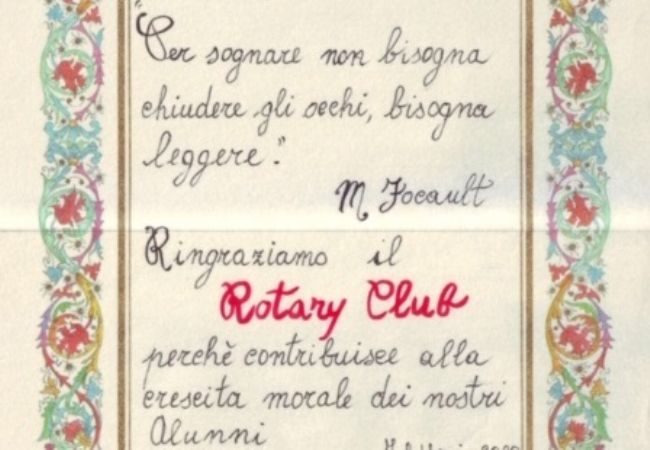 "Per sognare non bisogna
chiudere gli occhi, bisogna
leggere."
M Focault
Ringraziamo il
Rotary Club
perchè contribuisce alla
crescita morale dei nostri
Alunni